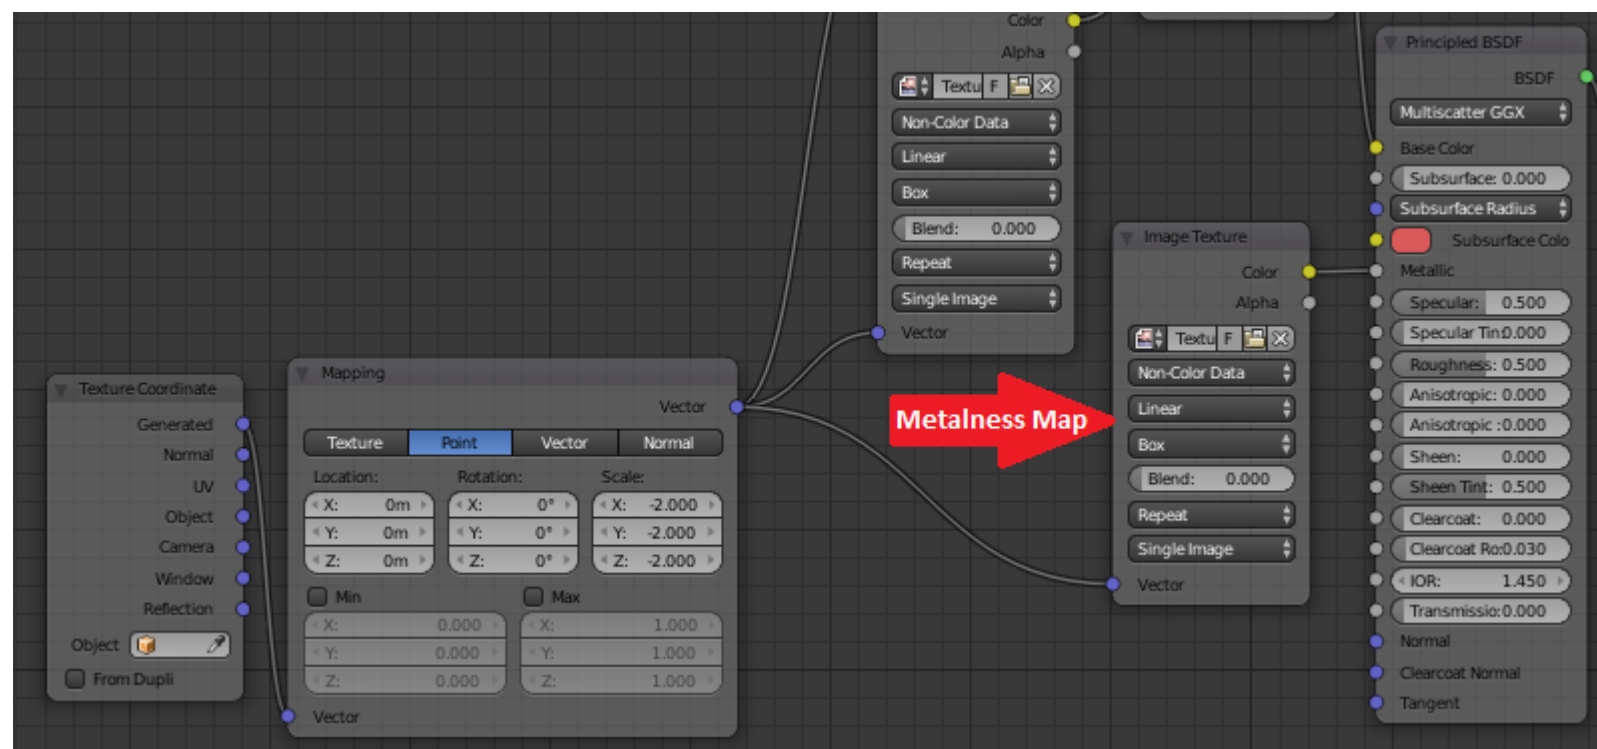 Color
Alpha
Textu F
Non-Color Data
Linear
Box
Blend: 0.000
Repeat
Single Image
Vector
Texture Coordinate
Generated
Normal
UV
Object
Camera
Window
Reflection
Object
From Dupli
Mapping
Vector
Texture Point Vector Normal
Location: Rotation: Scale:
X: 0m X: 0° X: -2.000
Y: 0m Y: 0° Y: -2.000
Z: 0m Z: 0° Z: -2.000
Min Max
X: 0.000 X: 1.000
Y: 0.000 Y: 1.000
Z: 0.000 Z: 1.000
Vector
Metalness Map
Image Texture
Color
Alpha
Textu F
Non-Color Data
Linear
Box
Blend: 0.000
Repeat
Single Image
Vector
Principled BSDF
BSDF
Multiscatter GGX
Base Color
Subsurface: 0.000
Subsurface Radius
Subsurface Colo
Metallic
Specular: 0.500
Specular Tin:0.000
Roughness: 0.500
Anisotropic: 0.000
Anisotropic :0.000
Sheen: 0.000
Sheen Tint: 0.500
Clearcoat: 0.000
Clearcoat Ro:0.030
IOR: 1.450
Transmissio: 0.000
Normal
Clearcoat Normal
Tangent